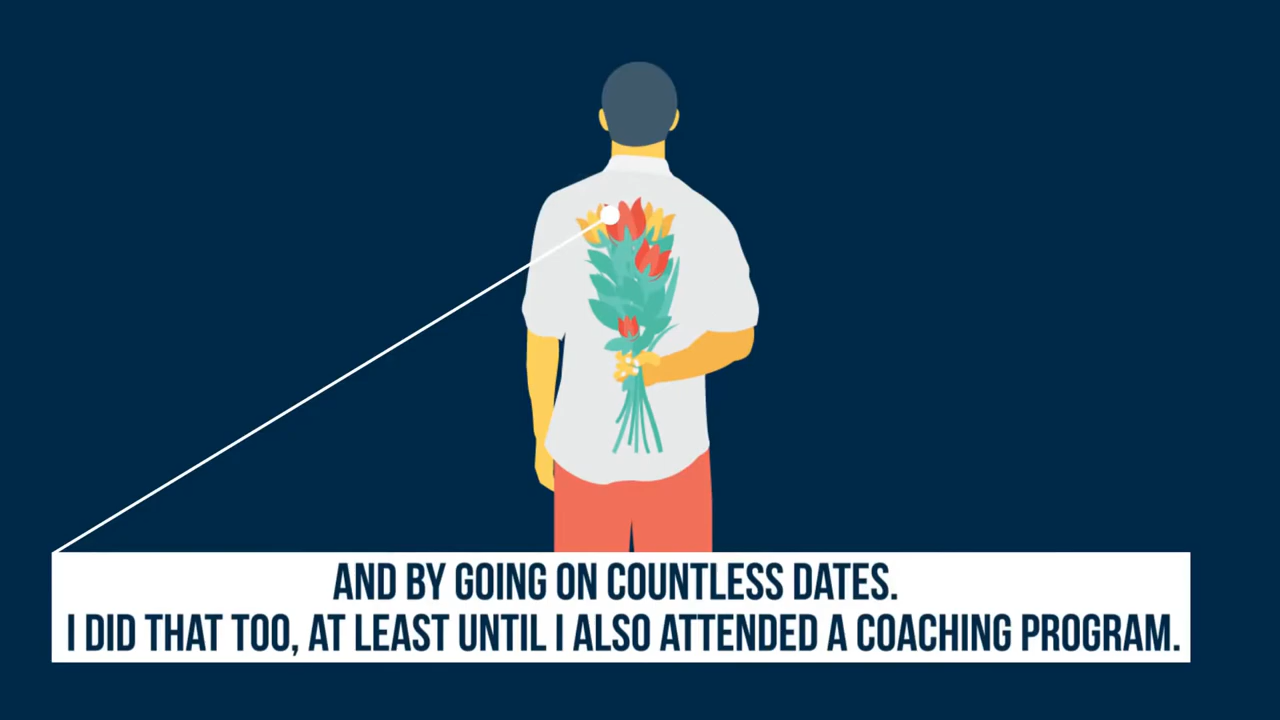 AND BY GOING ON COUNTLESS DATES.
I DID THAT TOO, AT LEAST UNTIL I ALSO ATTENDED A COACHING PROGRAM.